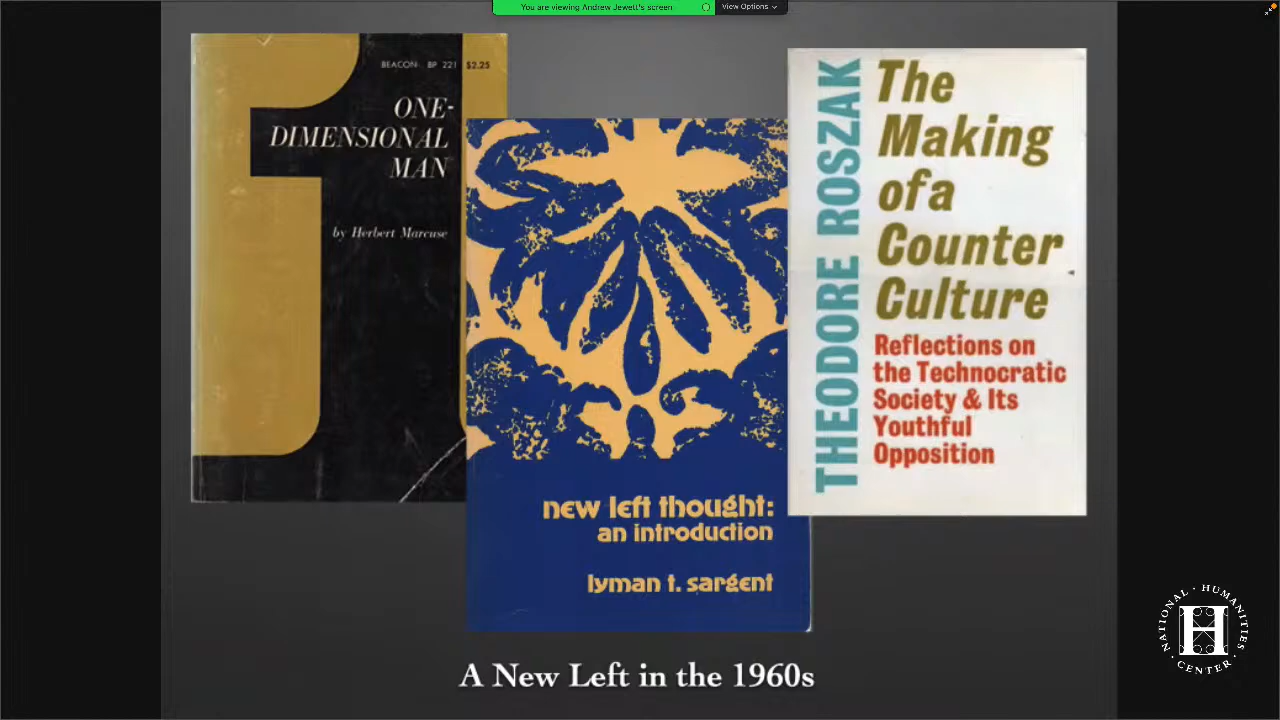 You are viewing Andrew Jewett's screen
View Options
BEACON BP 221 $2.25
ONE-
DIMENSIONAL
MAN
by Herbert Marcuse
new left thought:
an introduction
lyman t. sargent
THEODORE ROSZAK
The
Making
of a
Counter
Culture
Reflections on
the Technocratic
Society & Its
Youthful
Opposition
A New Left in the 1960s
NATIONAL · HUMANITIES · CENTER ·
H